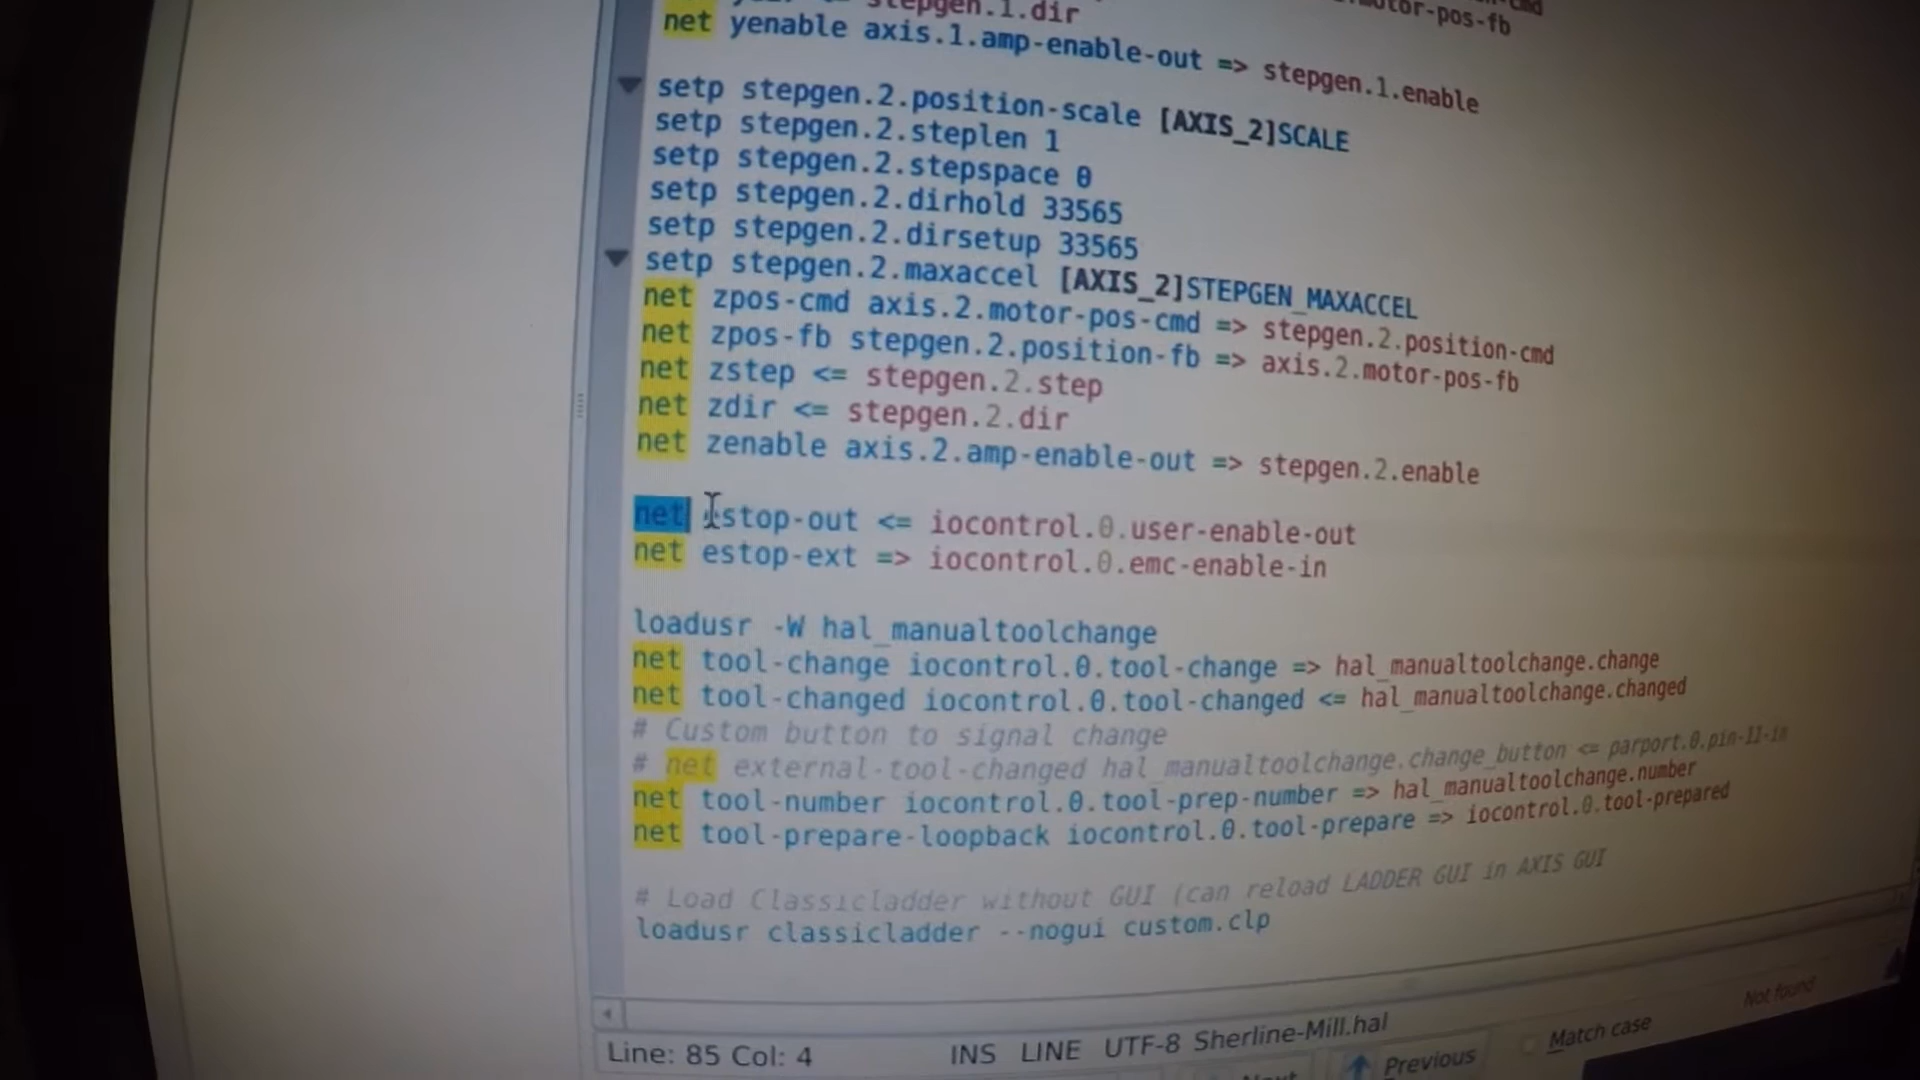 stepgen.1.dir
motor-pos-fb
net yenable axis.1.amp-enable-out => stepgen.1.enable
setp stepgen.2.position-scale [AXIS_2]SCALE
setp stepgen.2.steplen 1
setp stepgen.2.stepspace 0
setp stepgen.2.dirhold 33565
setp stepgen.2.dirsetup 33565
setp stepgen.2.maxaccel [AXIS_2]STEPGEN_MAXACCEL
net zpos-cmd axis.2.motor-pos-cmd => stepgen.2.position-cmd
net zpos-fb stepgen.2.position-fb => axis.2.motor-pos-fb
net zstep <= stepgen.2.step
net zdir <= stepgen.2.dir
net zenable axis.2.amp-enable-out => stepgen.2.enable
net estop-out <= iocontrol.0.user-enable-out
net estop-ext => iocontrol.0.emc-enable-in
loadusr -W hal_manualtoolchange
net tool-change iocontrol.0.tool-change => hal_manualtoolchange.change
net tool-changed iocontrol.0.tool-changed <= hal_manualtoolchange.changed
# Custom button to signal change
# net external-tool-changed hal_manualtoolchange.change_button <= parport.0.pin-11-in
net tool-number iocontrol.0.tool-prep-number => hal_manualtoolchange.number
net tool-prepare-loopback iocontrol.0.tool-prepare => iocontrol.0.tool-prepared
# Load Classicladder without GUI (can reload LADDER GUI in AXIS GUI
loadusr classicladder --nogui custom.clp
Line: 85 Col: 4 INS LINE UTF-8 Sherline-Mill.hal
Previous Match case Not found